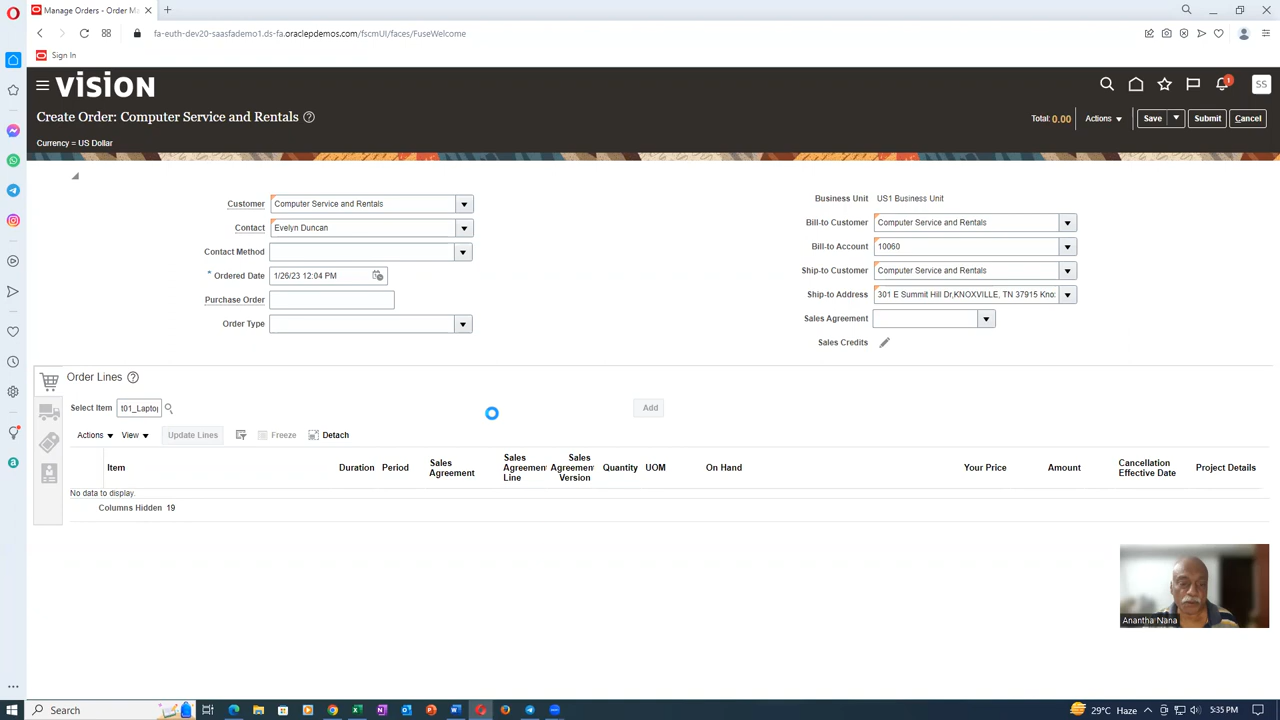 Manage Orders - Order Ma
fa-euth-dev20-saasfademo1.ds-fa.oraclepdemos.com/fscmUI/faces/FuseWelcome
Sign In
VISION
1
SS
Create Order: Computer Service and Rentals
Total: 0.00
Actions
Save
Submit
Cancel
Currency = US Dollar
Customer
Computer Service and Rentals
Contact
Evelyn Duncan
Contact Method
* Ordered Date
1/26/23 12:04 PM
Purchase Order
Order Type
Business Unit
US1 Business Unit
Bill-to Customer
Computer Service and Rentals
Bill-to Account
10060
Ship-to Customer
Computer Service and Rentals
Ship-to Address
301 E Summit Hill Dr,KNOXVILLE, TN 37915 Kno:
Sales Agreement
Sales Credits
Order Lines
Select Item
t01_Laptop
Add
Actions
View
Update Lines
Freeze
Detach
Item
Duration
Period
Sales Agreement
Sales Agreement Line
Sales Agreement Version
Quantity
UOM
On Hand
Your Price
Amount
Cancellation Effective Date
Project Details
No data to display.
Columns Hidden 19
Anantha Nana
Search
29°C Haze
5:35 PM